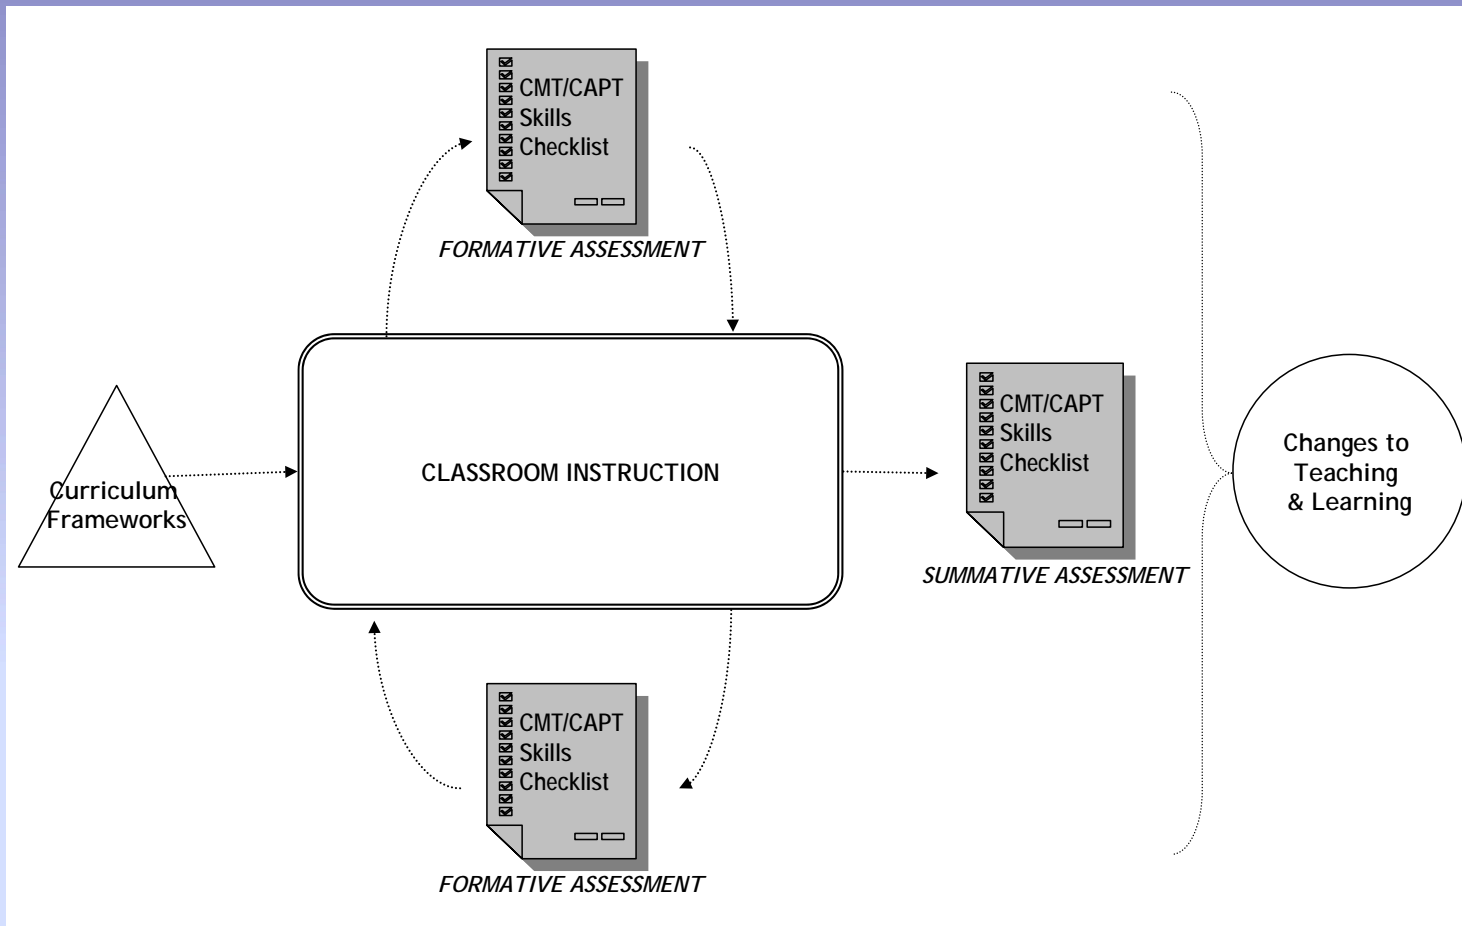 CMT/CAPT
Skills
Checklist
FORMATIVE ASSESSMENT
Curriculum
Frameworks
CLASSROOM INSTRUCTION
CMT/CAPT
Skills
Checklist
SUMMATIVE ASSESSMENT
Changes to
Teaching
& Learning
CMT/CAPT
Skills
Checklist
FORMATIVE ASSESSMENT